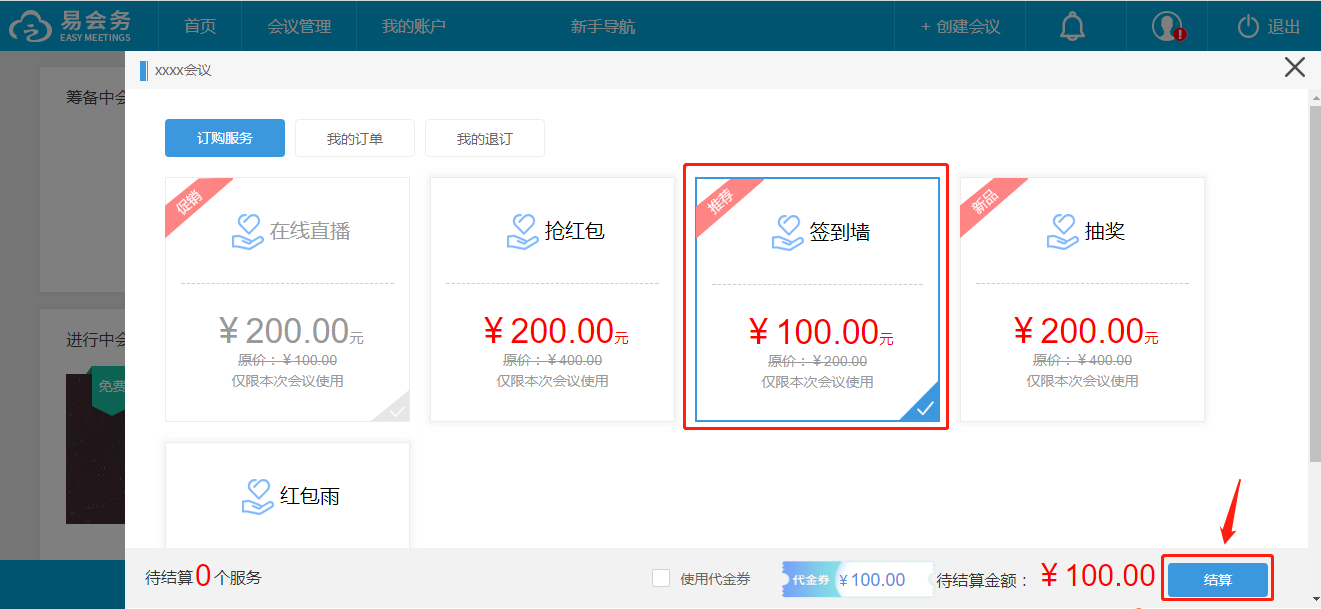 易会务
EASY MEETINGS
首页
会议管理
我的账户
新手导航
+ 创建会议
退出
xxxx会议
筹备中会
订购服务
我的订单
我的退订
促销
在线直播
¥200.00元
原价：¥100.00
仅限本次会议使用
抢红包
¥200.00元
原价：¥400.00
仅限本次会议使用
推荐
签到墙
¥100.00元
原价：¥200.00
仅限本次会议使用
新品
抽奖
¥200.00元
原价：¥400.00
仅限本次会议使用
进行中会
免费
红包雨
待结算0个服务
使用代金券
代金券
¥100.00
待结算金额：
¥100.00
结算